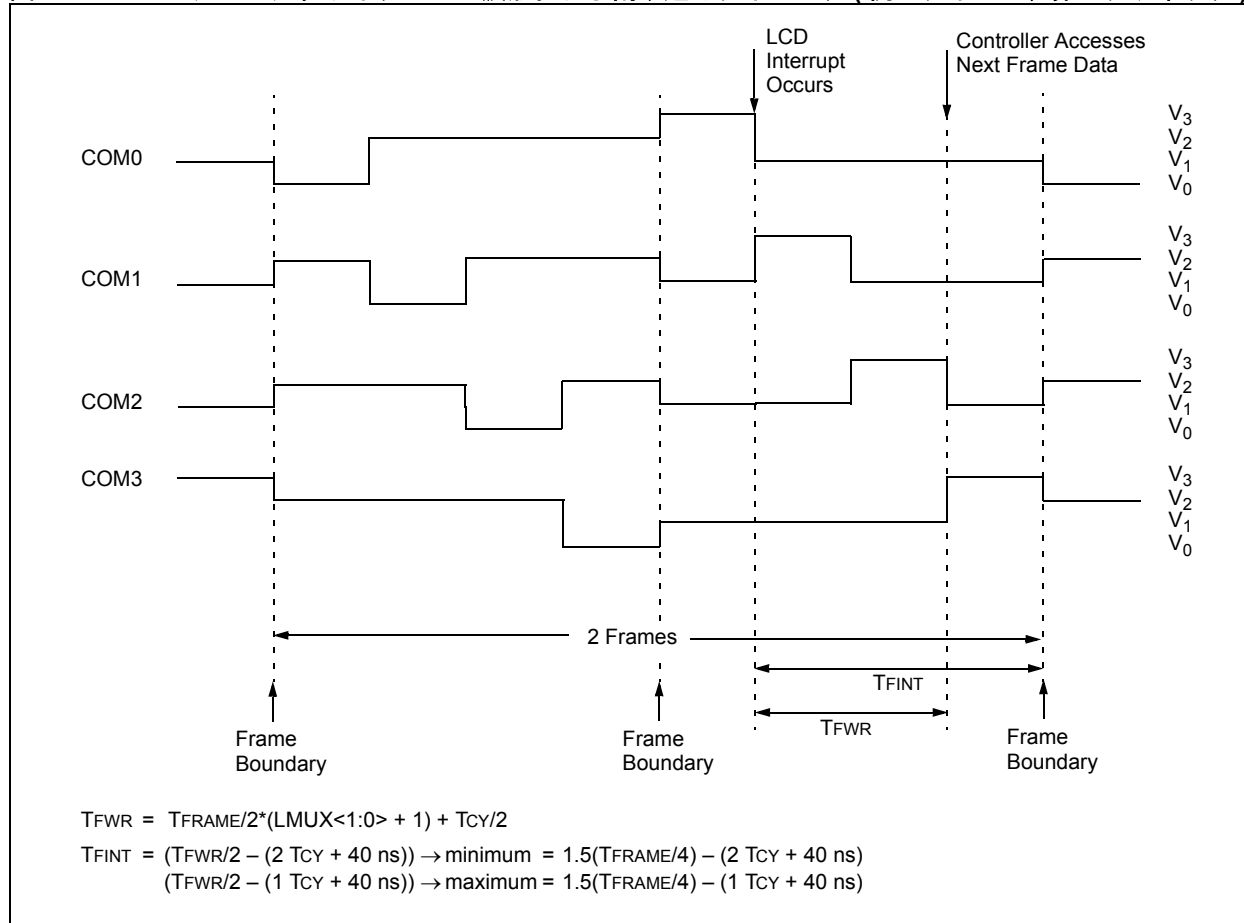 LCD
Interrupt
Occurs
Controller Accesses
Next Frame Data
COM0
V3
V2
V1
V0
COM1
V3
V2
V1
V0
COM2
V3
V2
V1
V0
COM3
V3
V2
V1
V0
2 Frames
TFINT
TFWR
Frame
Boundary
Frame
Boundary
Frame
Boundary
TFWR = TFRAME/2*(LMUX<1:0> + 1) + TCY/2
TFINT = (TFWR/2 – (2 TCY + 40 ns)) → minimum = 1.5(TFRAME/4) – (2 TCY + 40 ns)
(TFWR/2 – (1 TCY + 40 ns)) → maximum = 1.5(TFRAME/4) – (1 TCY + 40 ns)